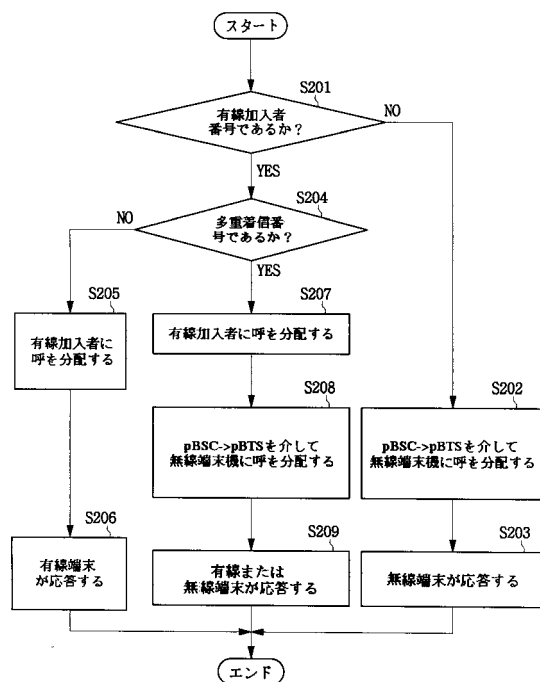 スタート
S201
有線加入者
番号であるか?
NO
YES
S204
多重着信番
号であるか?
NO
YES
S205
有線加入者に
呼を分配する
S207
有線加入者に呼を分配する
S208
pBSC->pBTSを介して
無線端末機に呼を分配する
S202
pBSC->pBTSを介して
無線端末機に呼を分配する
S206
有線端末
が応答する
S209
有線または
無線端末が応答する
S203
無線端末が応答する
エンド